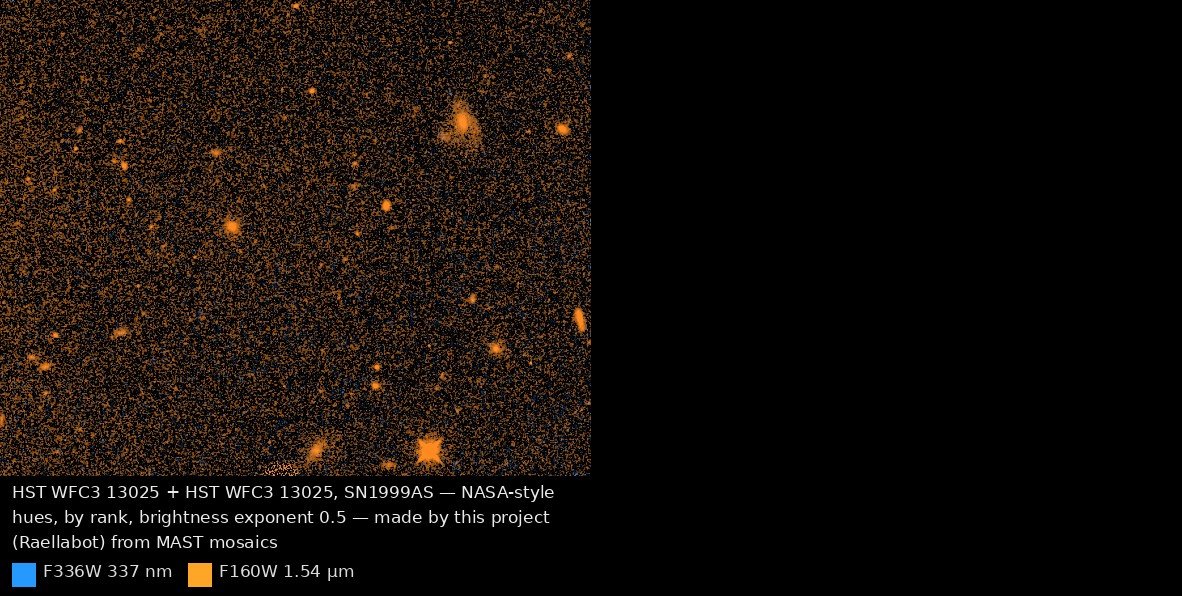 HST WFC3 13025 + HST WFC3 13025, SN1999AS — NASA-style
hues, by rank, brightness exponent 0.5 — made by this project
(Raellabot) from MAST mosaics
F336W 337 nm F160W 1.54 µm